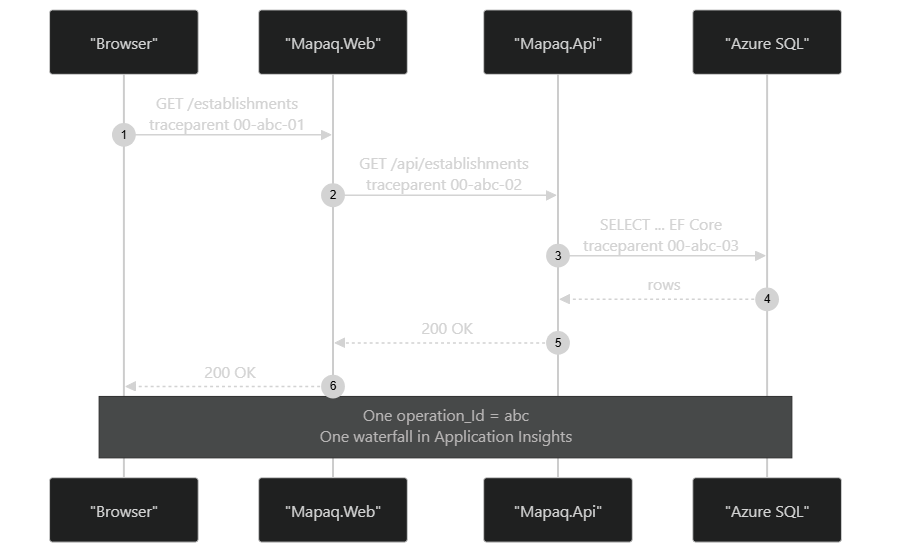 "Browser"
"Mapaq.Web"
"Mapaq.Api"
"Azure SQL"
GET /establishments
traceparent 00-abc-01
1
GET /api/establishments
traceparent 00-abc-02
2
SELECT ... EF Core
traceparent 00-abc-03
3
rows
4
200 OK
5
200 OK
6
One operation_Id = abc
One waterfall in Application Insights
"Browser"
"Mapaq.Web"
"Mapaq.Api"
"Azure SQL"